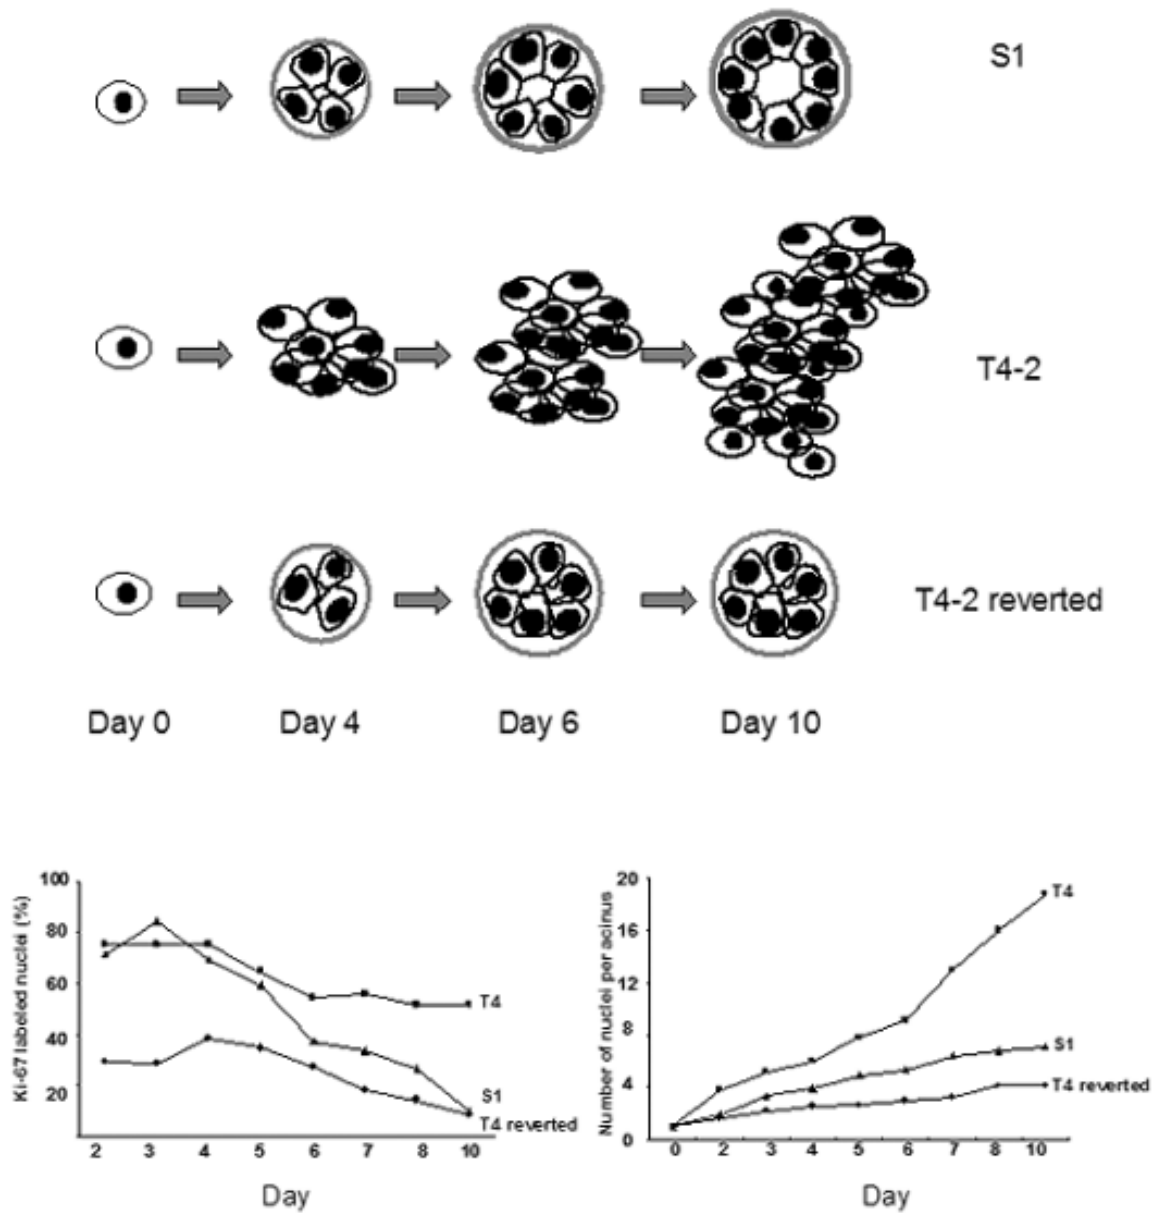 S1
T4-2
T4-2 reverted
Day 0 Day 4 Day 6 Day 10
Ki-67 labeled nuclei (%)
100
80
60
40
20
T4
S1
T4 reverted
2 3 4 5 6 7 8 10
Day
Number of nuclei per acinus
20
16
12
8
4
0
T4
S1
T4 reverted
0 2 3 4 5 6 7 8 10
Day